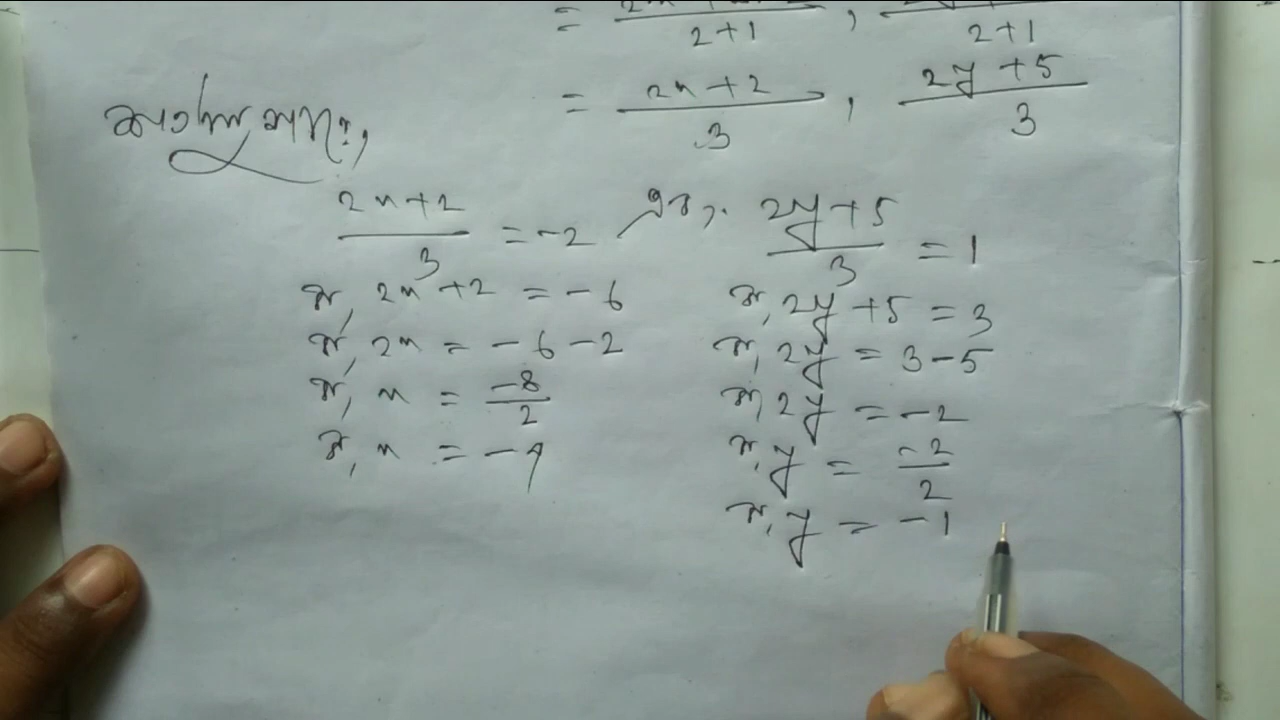 2+1 , 2+1
= 2x+2/3 , 2y+5/3
2x+2/3 = -2 এবং, 2y+5/3 = 1
বা, 2x+2 = -6
বা, 2y+5 = 3
বা, 2x = -6-2
বা, 2y = 3-5
বা, x = -8/2
বা, 2y = -2
বা, x = -4
বা, y = -2/2
বা, y = -1